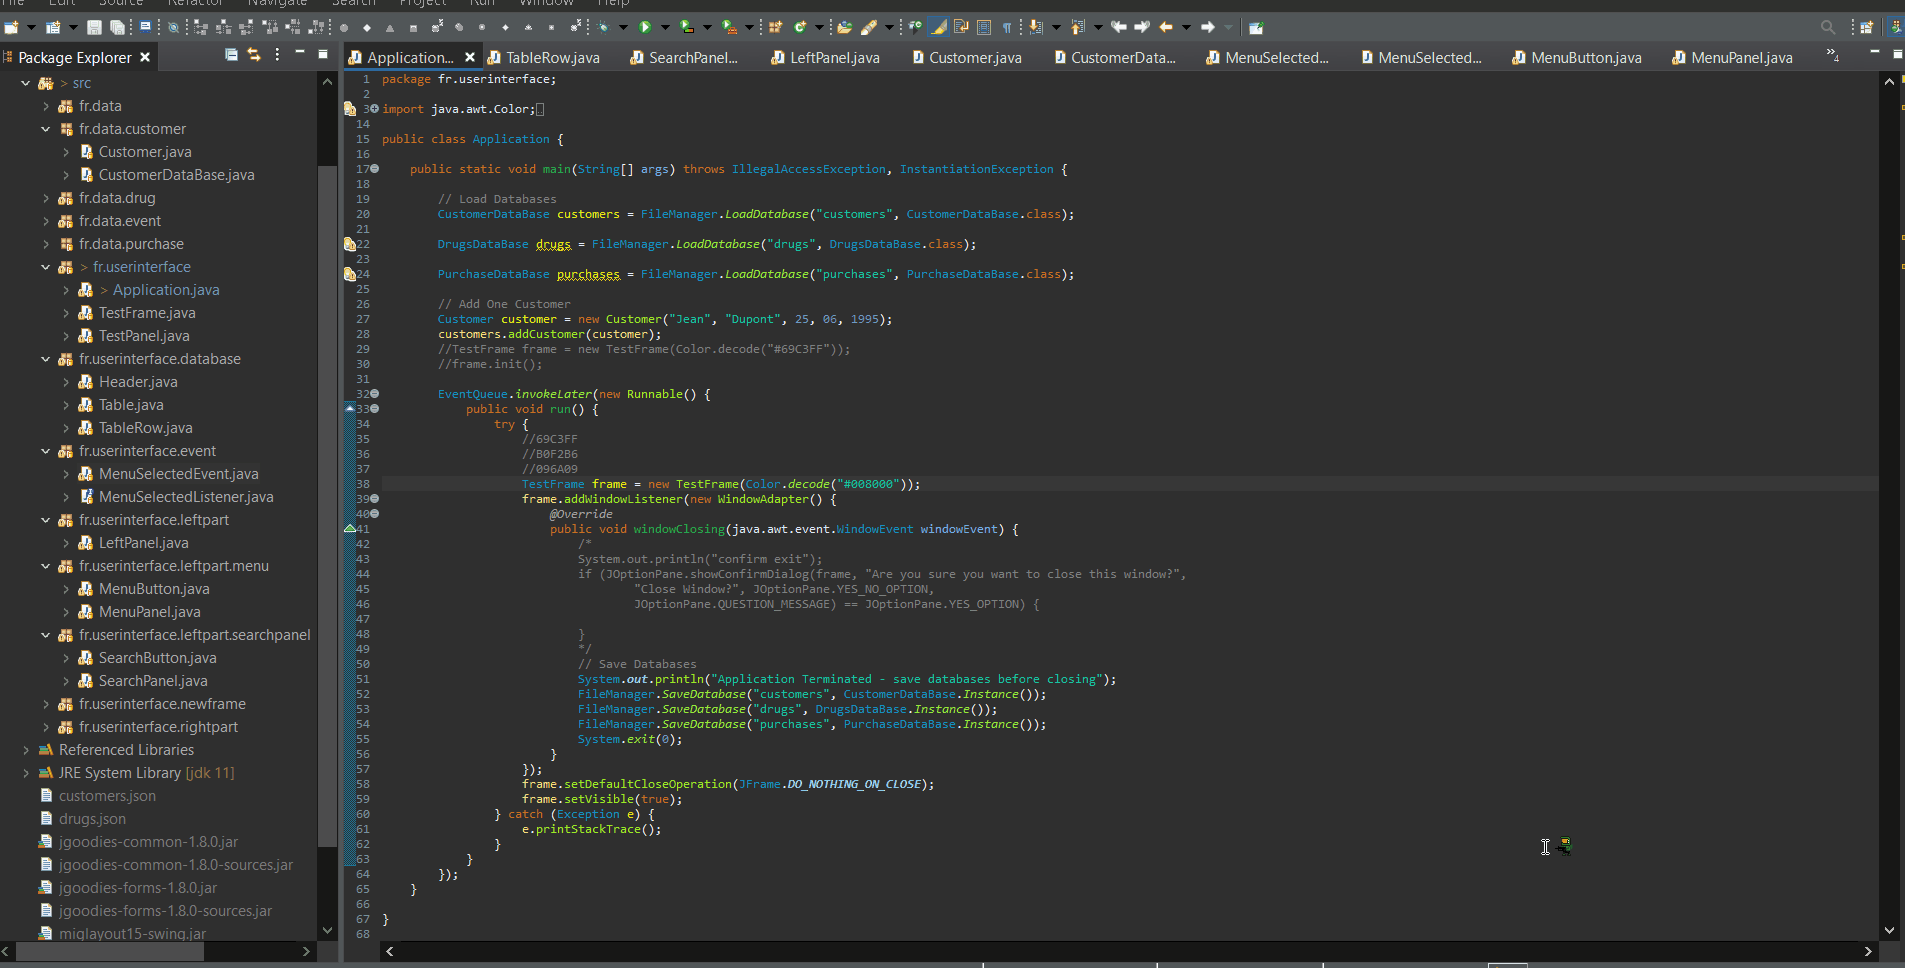 File Edit Source Refactor Navigate Search Project Run Window Help
Package Explorer
> src
fr.data
fr.data.customer
Customer.java
CustomerDataBase.java
fr.data.drug
fr.data.event
fr.data.purchase
> fr.userinterface
> Application.java
TestFrame.java
TestPanel.java
fr.userinterface.database
Header.java
Table.java
TableRow.java
fr.userinterface.event
MenuSelectedEvent.java
MenuSelectedListener.java
fr.userinterface.leftpart
LeftPanel.java
fr.userinterface.leftpart.menu
MenuButton.java
MenuPanel.java
fr.userinterface.leftpart.searchpanel
SearchButton.java
SearchPanel.java
fr.userinterface.newframe
fr.userinterface.rightpart
Referenced Libraries
JRE System Library [jdk 11]
customers.json
drugs.json
jgoodies-common-1.8.0.jar
jgoodies-common-1.8.0-sources.jar
jgoodies-forms-1.8.0.jar
jgoodies-forms-1.8.0-sources.jar
miglayout15-swing.jar
Application... TableRow.java SearchPanel... LeftPanel.java Customer.java CustomerData... MenuSelected... MenuSelected... MenuButton.java MenuPanel.java »4
1 package fr.userinterface;
2
3 import java.awt.Color;
14
15 public class Application {
16
17 public static void main(String[] args) throws IllegalAccessException, InstantiationException {
18
19 // Load Databases
20 CustomerDataBase customers = FileManager.LoadDatabase("customers", CustomerDataBase.class);
21
22 DrugsDataBase drugs = FileManager.LoadDatabase("drugs", DrugsDataBase.class);
23
24 PurchaseDataBase purchases = FileManager.LoadDatabase("purchases", PurchaseDataBase.class);
25
26 // Add One Customer
27 Customer customer = new Customer("Jean", "Dupont", 25, 06, 1995);
28 customers.addCustomer(customer);
29 //TestFrame frame = new TestFrame(Color.decode("#69C3FF"));
30 //frame.init();
31
32 EventQueue.invokeLater(new Runnable() {
33 public void run() {
34 try {
35 //69C3FF
36 //B0F2B6
37 //096A09
38 TestFrame frame = new TestFrame(Color.decode("#008000"));
39 frame.addWindowListener(new WindowAdapter() {
40 @Override
41 public void windowClosing(java.awt.event.WindowEvent windowEvent) {
42 /*
43 System.out.println("confirm exit");
44 if (JOptionPane.showConfirmDialog(frame, "Are you sure you want to close this window?",
45 "Close Window?", JOptionPane.YES_NO_OPTION,
46 JOptionPane.QUESTION_MESSAGE) == JOptionPane.YES_OPTION) {
47
48 }
49 */
50 // Save Databases
51 System.out.println("Application Terminated - save databases before closing");
52 FileManager.SaveDatabase("customers", CustomerDataBase.Instance());
53 FileManager.SaveDatabase("drugs", DrugsDataBase.Instance());
54 FileManager.SaveDatabase("purchases", PurchaseDataBase.Instance());
55 System.exit(0);
56 }
57 });
58 frame.setDefaultCloseOperation(JFrame.DO_NOTHING_ON_CLOSE);
59 frame.setVisible(true);
60 } catch (Exception e) {
61 e.printStackTrace();
62 }
63 }
64 });
65 }
66
67 }
68